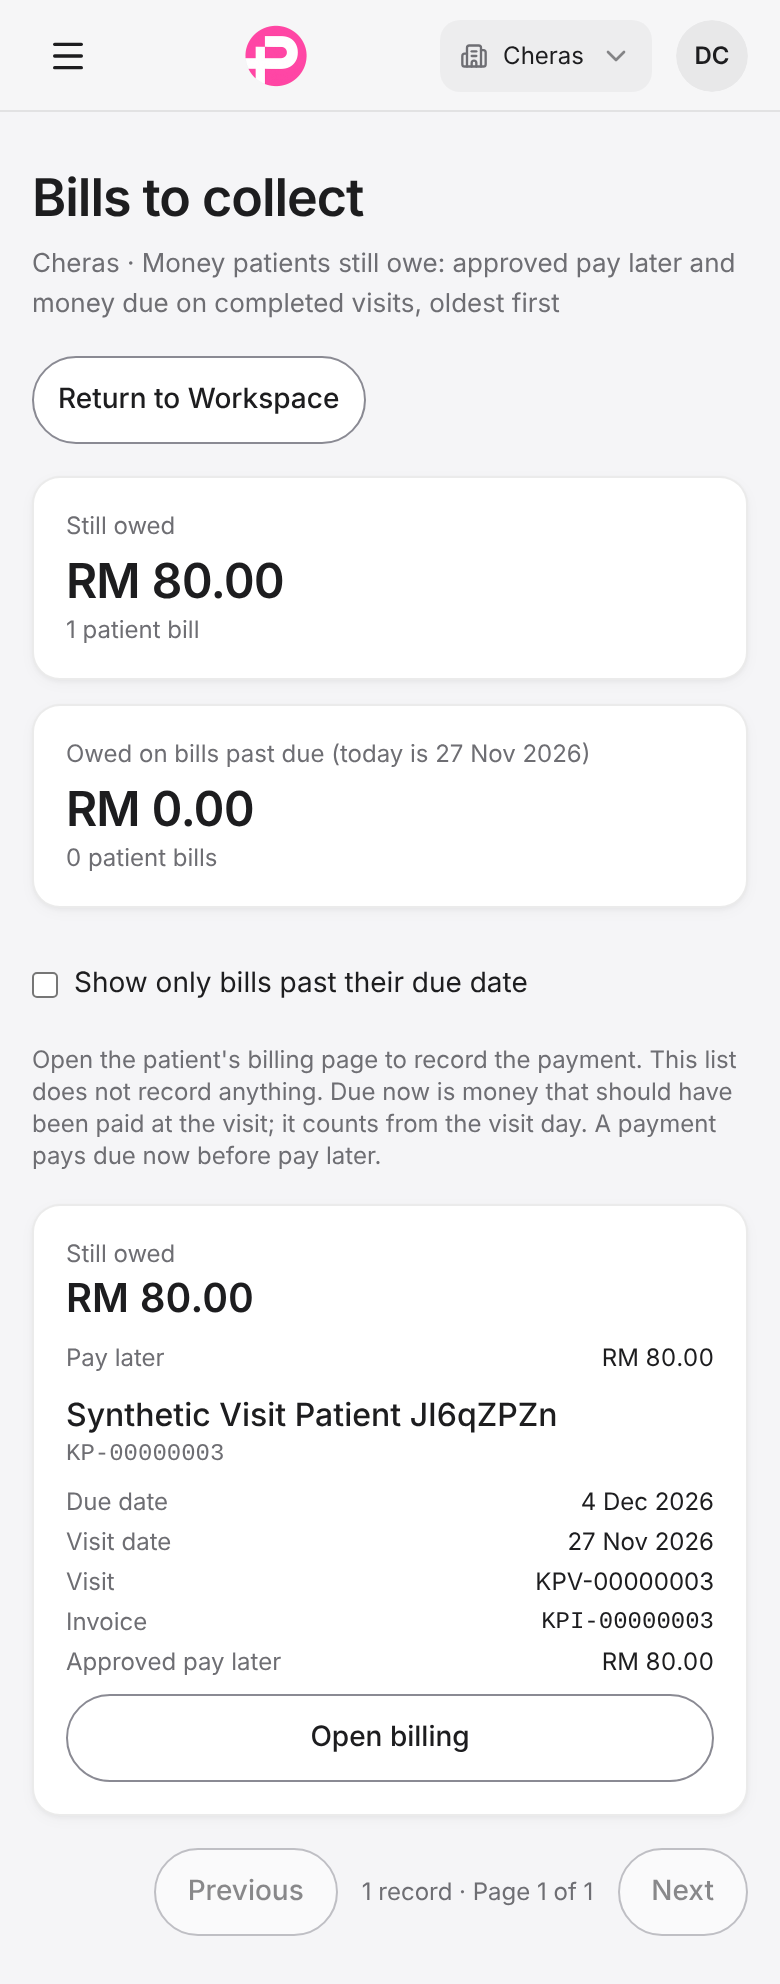 Cheras
DC
Bills to collect
Cheras · Money patients still owe: approved pay later and
money due on completed visits, oldest first
Return to Workspace
Still owed
RM 80.00
1 patient bill
Owed on bills past due (today is 27 Nov 2026)
RM 0.00
0 patient bills
Show only bills past their due date
Open the patient's billing page to record the payment. This list
does not record anything. Due now is money that should have
been paid at the visit; it counts from the visit day. A payment
pays due now before pay later.
Still owed
RM 80.00
Pay later RM 80.00
Synthetic Visit Patient JI6qZPZn
KP-00000003
Due date 4 Dec 2026
Visit date 27 Nov 2026
Visit KPV-00000003
Invoice KPI-00000003
Approved pay later RM 80.00
Open billing
Previous 1 record · Page 1 of 1 Next